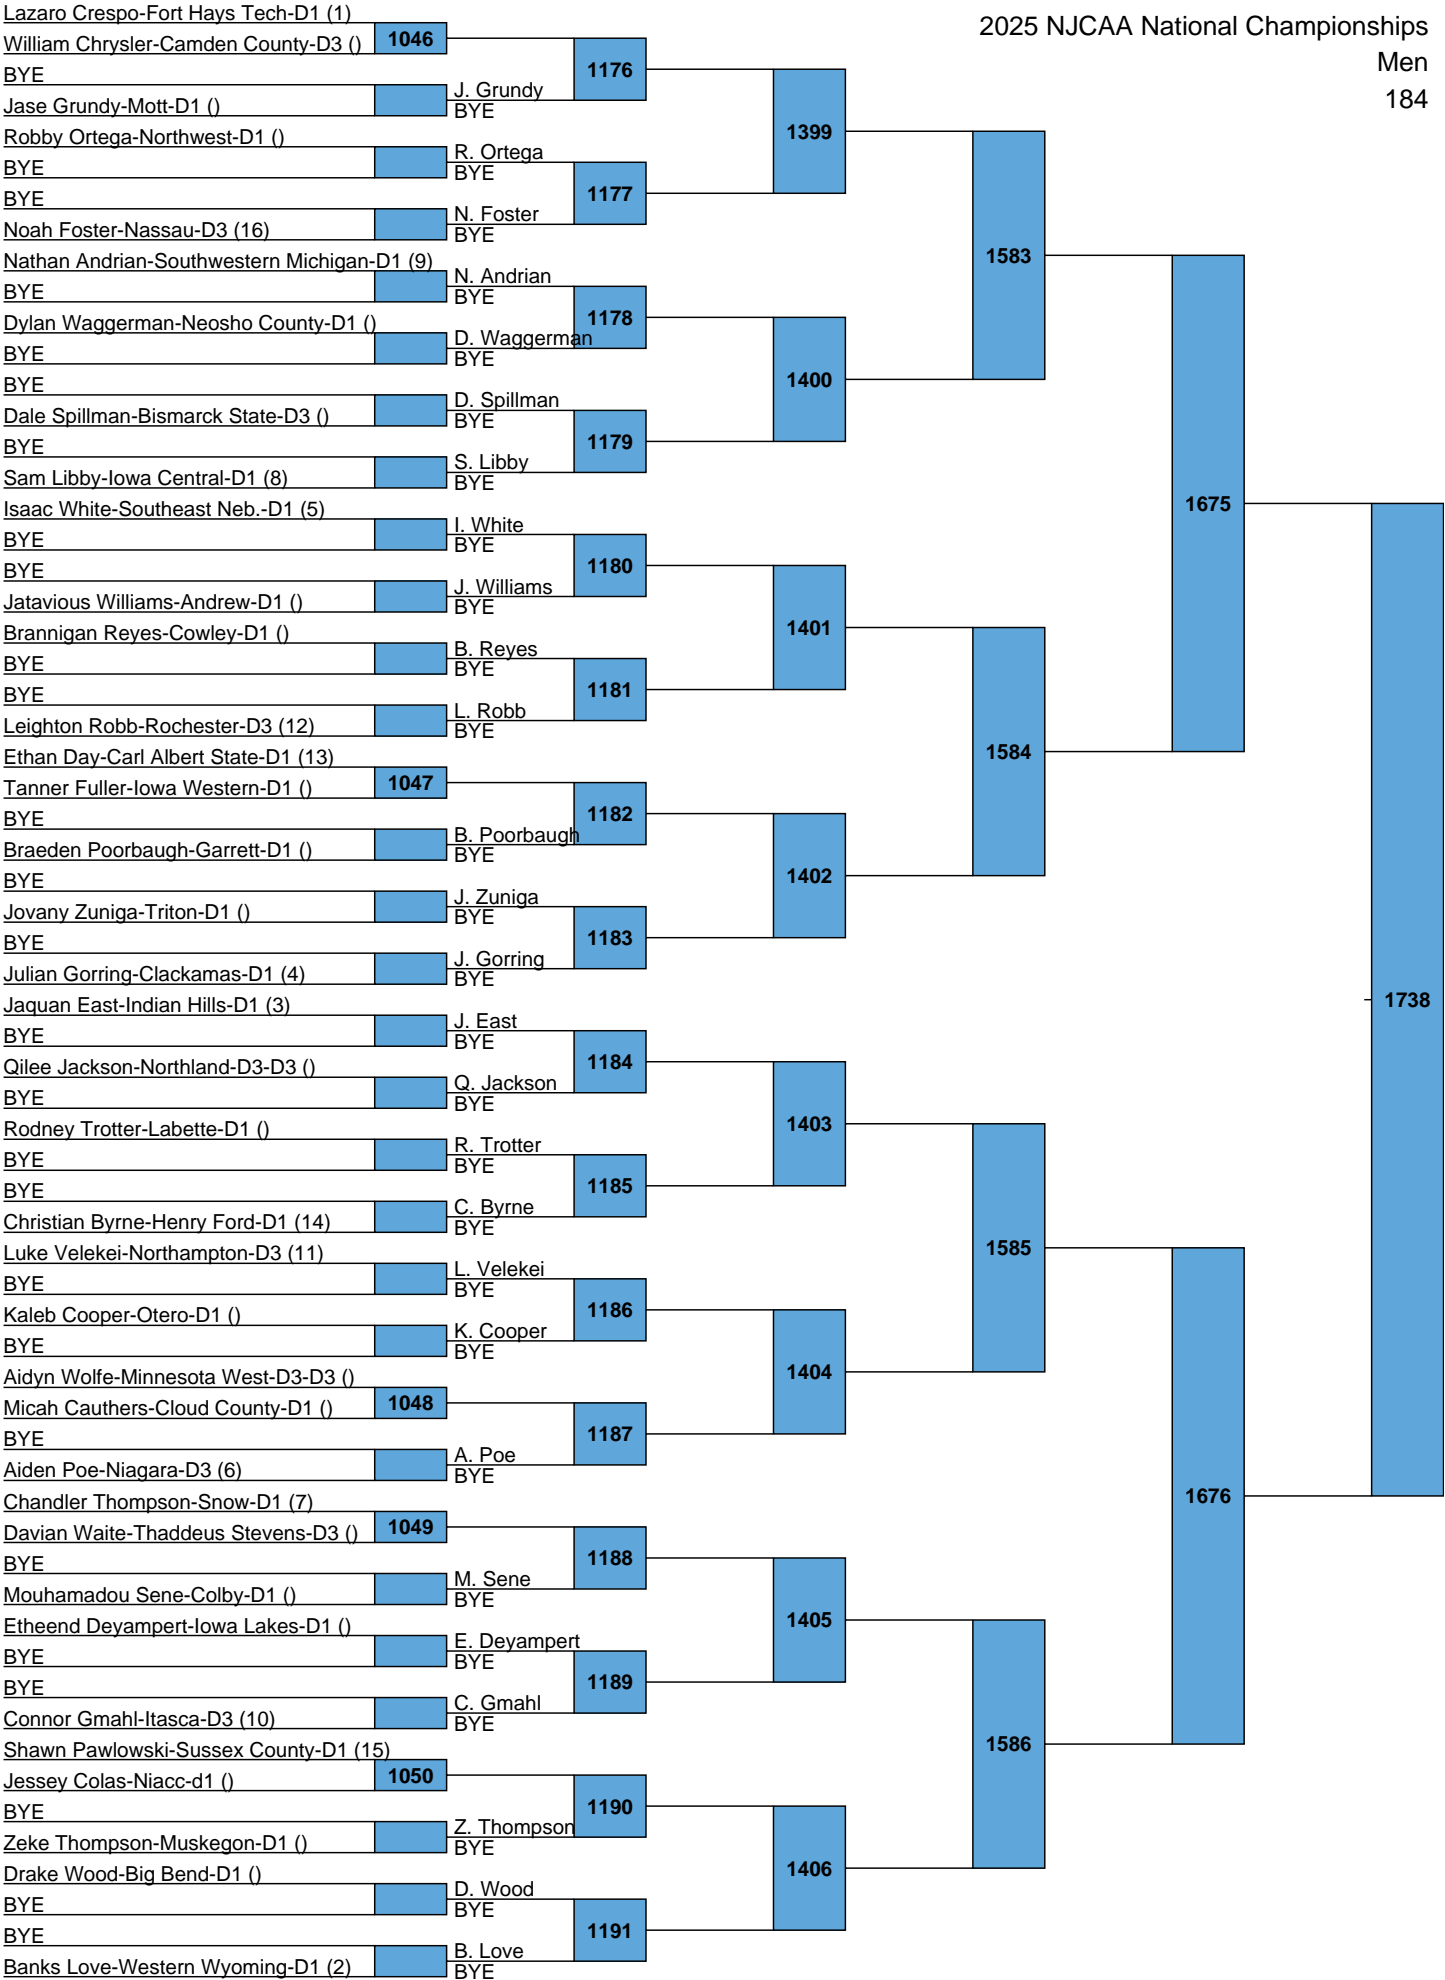 2025 NJCAA National Championships
Men
184
Lazaro Crespo-Fort Hays Tech-D1 (1)
William Chrysler-Camden County-D3 ()
BYE
Jase Grundy-Mott-D1 ()
Robby Ortega-Northwest-D1 ()
BYE
BYE
Noah Foster-Nassau-D3 (16)
Nathan Andrian-Southwestern Michigan-D1 (9)
BYE
Dylan Waggerman-Neosho County-D1 ()
BYE
BYE
Dale Spillman-Bismarck State-D3 ()
BYE
Sam Libby-Iowa Central-D1 (8)
Isaac White-Southeast Neb.-D1 (5)
BYE
BYE
Jatavious Williams-Andrew-D1 ()
Brannigan Reyes-Cowley-D1 ()
BYE
BYE
Leighton Robb-Rochester-D3 (12)
Ethan Day-Carl Albert State-D1 (13)
Tanner Fuller-Iowa Western-D1 ()
BYE
Braeden Poorbaugh-Garrett-D1 ()
BYE
Jovany Zuniga-Triton-D1 ()
BYE
Julian Gorring-Clackamas-D1 (4)
Jaquan East-Indian Hills-D1 (3)
BYE
Qilee Jackson-Northland-D3-D3 ()
BYE
Rodney Trotter-Labette-D1 ()
BYE
BYE
Christian Byrne-Henry Ford-D1 (14)
Luke Velekei-Northampton-D3 (11)
BYE
Kaleb Cooper-Otero-D1 ()
BYE
Aidyn Wolfe-Minnesota West-D3-D3 ()
Micah Cauthers-Cloud County-D1 ()
BYE
Aiden Poe-Niagara-D3 (6)
Chandler Thompson-Snow-D1 (7)
Davian Waite-Thaddeus Stevens-D3 ()
BYE
Mouhamadou Sene-Colby-D1 ()
Etheend Deyampert-Iowa Lakes-D1 ()
BYE
BYE
Connor Gmahl-Itasca-D3 (10)
Shawn Pawlowski-Sussex County-D1 (15)
Jessey Colas-Niacc-d1 ()
BYE
Zeke Thompson-Muskegon-D1 ()
Drake Wood-Big Bend-D1 ()
BYE
BYE
Banks Love-Western Wyoming-D1 (2)
1046
J. Grundy
BYE
R. Ortega
BYE
N. Foster
BYE
N. Andrian
BYE
D. Waggerman
BYE
D. Spillman
BYE
S. Libby
BYE
I. White
BYE
J. Williams
BYE
B. Reyes
BYE
L. Robb
BYE
1047
B. Poorbaugh
BYE
J. Zuniga
BYE
J. Gorring
BYE
J. East
BYE
Q. Jackson
BYE
R. Trotter
BYE
C. Byrne
BYE
L. Velekei
BYE
K. Cooper
BYE
1048
A. Poe
BYE
1049
M. Sene
BYE
E. Deyampert
BYE
C. Gmahl
BYE
1050
Z. Thompson
BYE
D. Wood
BYE
B. Love
BYE
1176
1177
1178
1179
1180
1181
1182
1183
1184
1185
1186
1187
1188
1189
1190
1191
1399
1400
1401
1402
1403
1404
1405
1406
1583
1584
1585
1586
1675
1676
1738